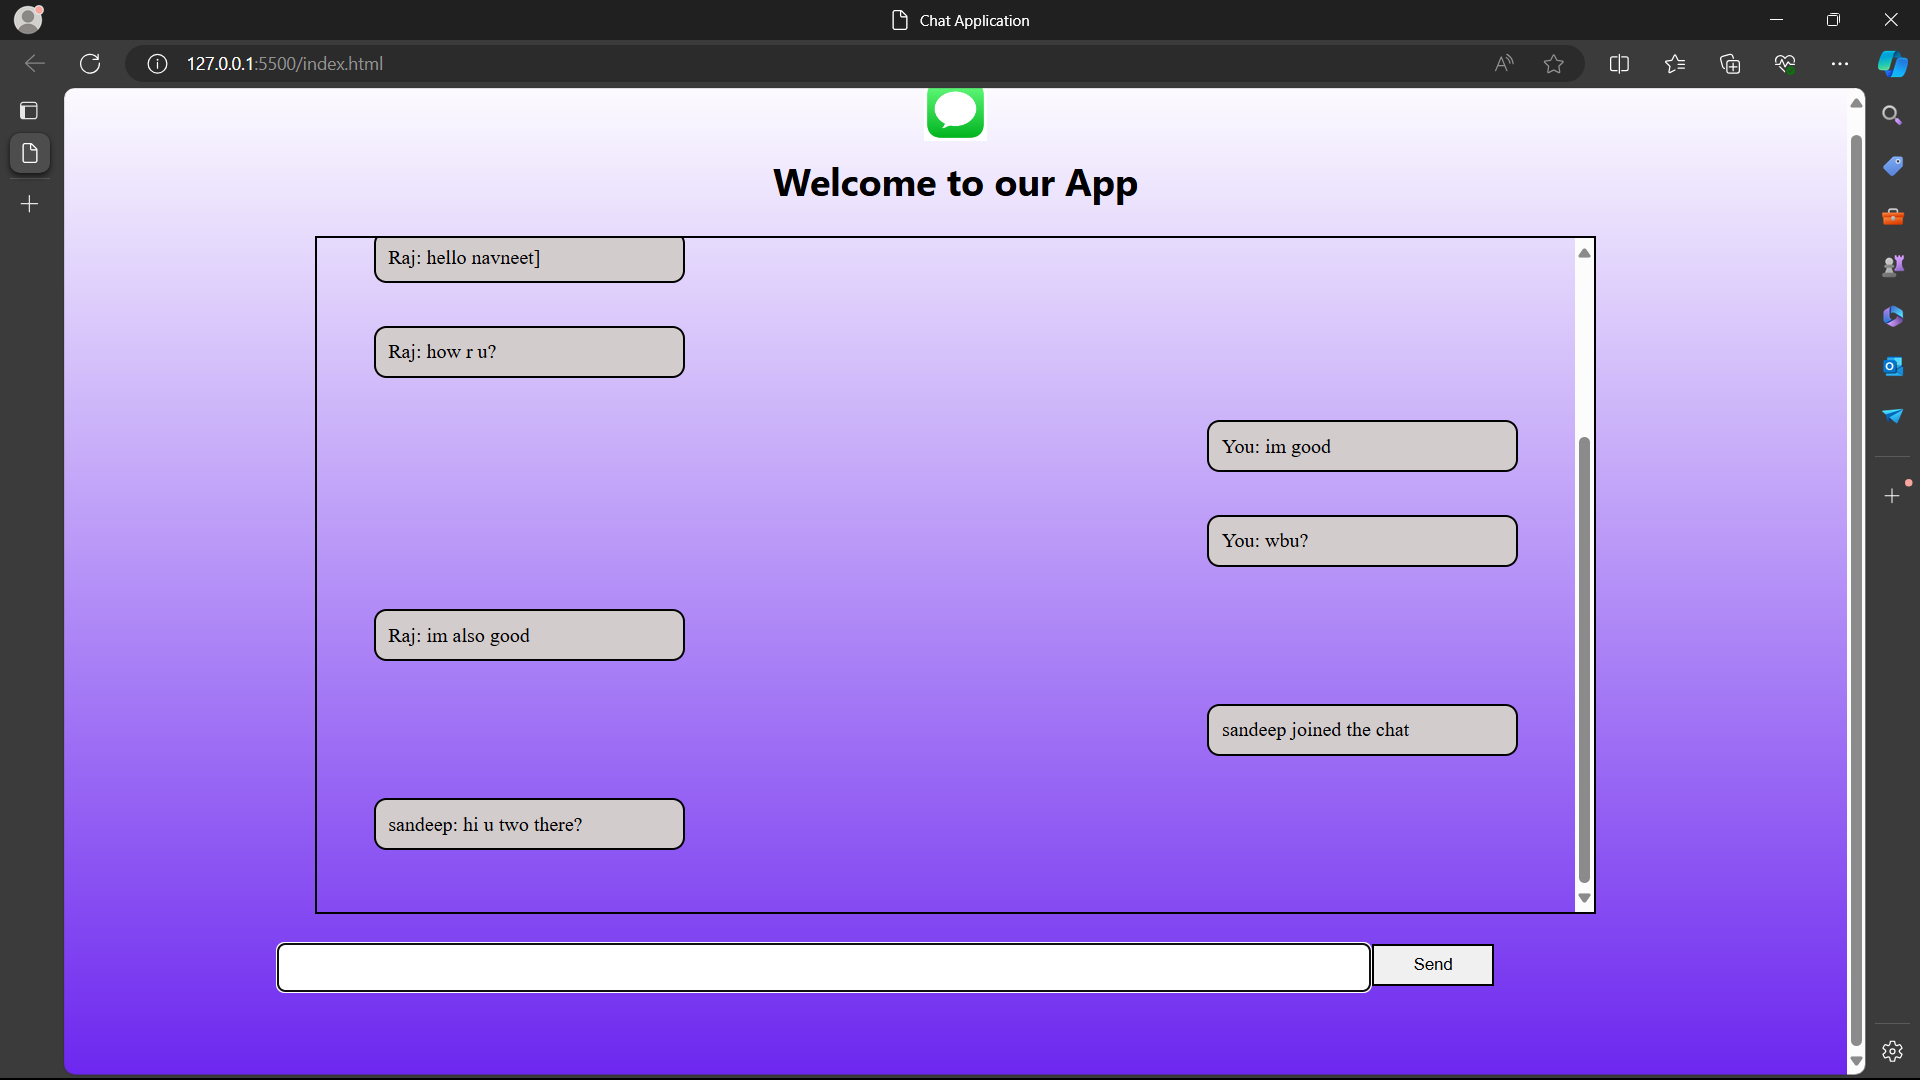 Chat Application
127.0.0.1:5500/index.html
Welcome to our App
Raj: hello navneet]
Raj: how r u?
You: im good
You: wbu?
Raj: im also good
sandeep joined the chat
sandeep: hi u two there?
Send